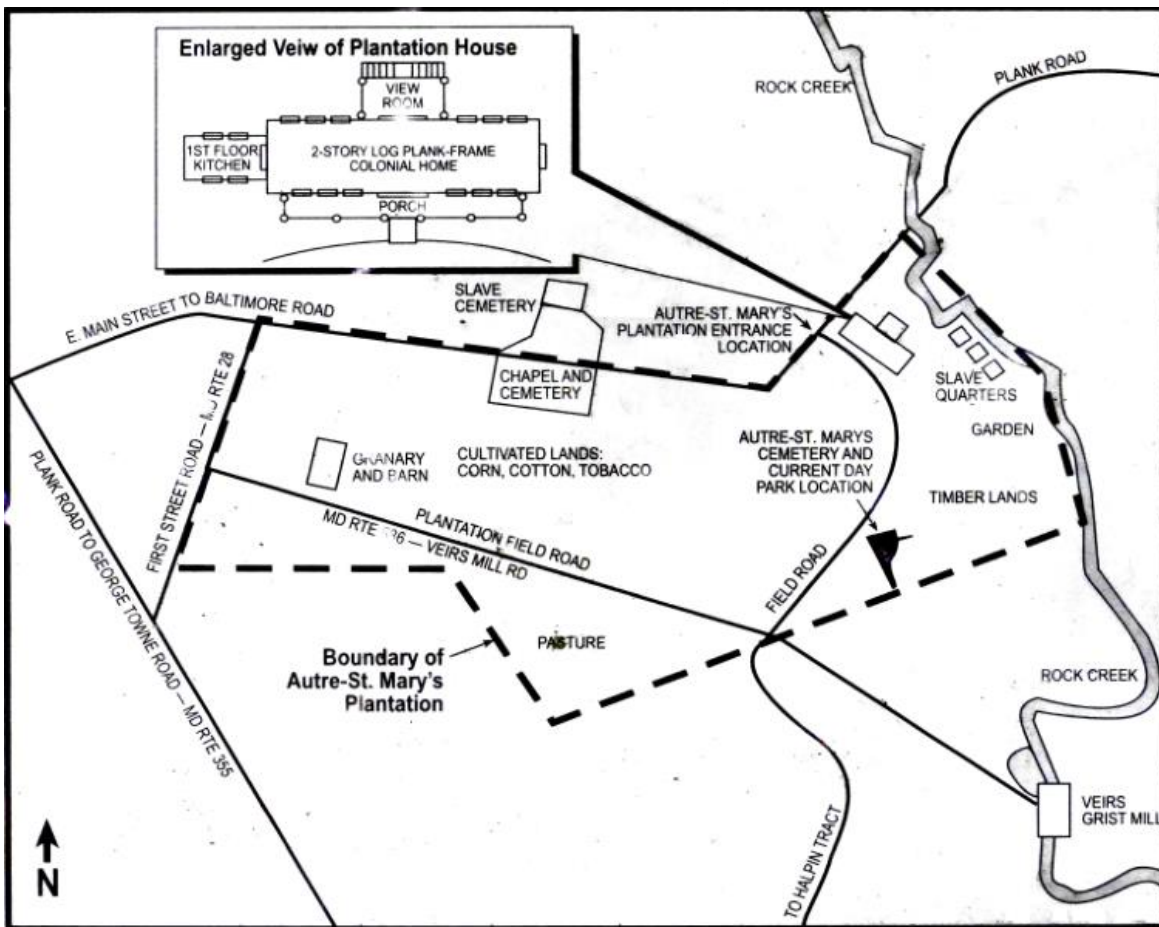 Enlarged Veiw of Plantation House
VIEW
ROOM
1ST FLOOR
KITCHEN
2-STORY LOG PLANK-FRAME
COLONIAL HOME
PORCH
ROCK CREEK
PLANK ROAD
E. MAIN STREET TO BALTIMORE ROAD
SLAVE
CEMETERY
AUTRE-ST. MARY'S
PLANTATION ENTRANCE
LOCATION
CHAPEL AND
CEMETERY
SLAVE
QUARTERS
GARDEN
FIRST STREET ROAD — MD RTE 28
GRANARY
AND BARN
CULTIVATED LANDS:
CORN, COTTON, TOBACCO
AUTRE-ST. MARYS
CEMETERY AND
CURRENT DAY
PARK LOCATION
TIMBER LANDS
PLANTATION FIELD ROAD
MD RTE — VEIRS MILL RD
FIELD ROAD
PLANK ROAD TO GEORGE TOWNE ROAD — MD RTE 355
PASTURE
Boundary of
Autre-St. Mary's
Plantation
ROCK CREEK
VEIRS
GRIST MILL
TO HALPIN TRACT
N